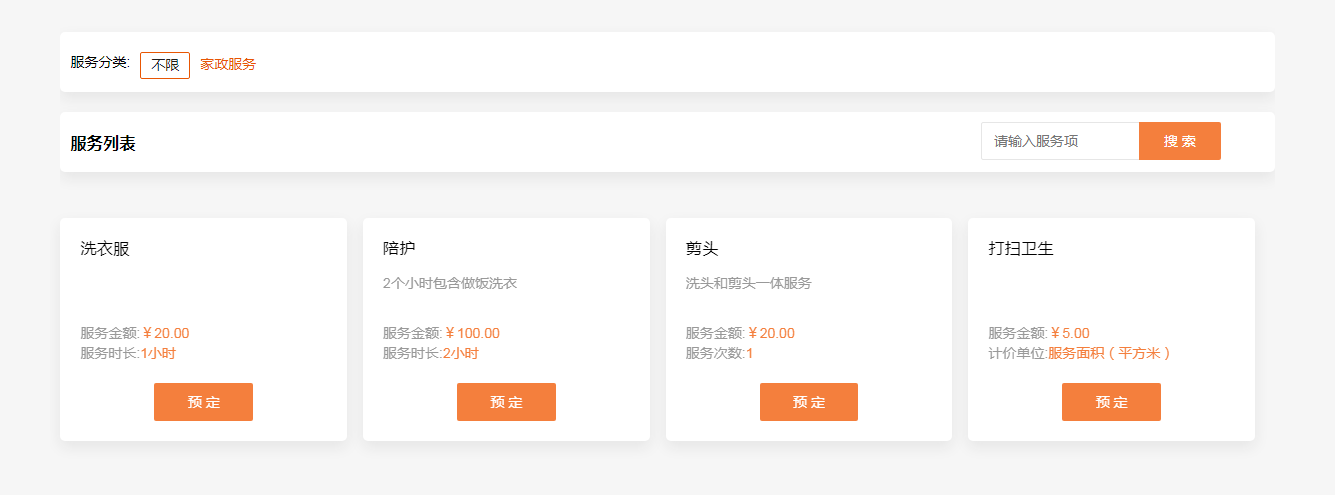 服务分类: 不限 家政服务
服务列表 请输入服务项 搜 索
洗衣服
服务金额:￥20.00
服务时长:1小时
预 定
陪护
2个小时包含做饭洗衣
服务金额:￥100.00
服务时长:2小时
预 定
剪头
洗头和剪头一体服务
服务金额:￥20.00
服务次数:1
预 定
打扫卫生
服务金额:￥5.00
计价单位:服务面积（平方米）
预 定